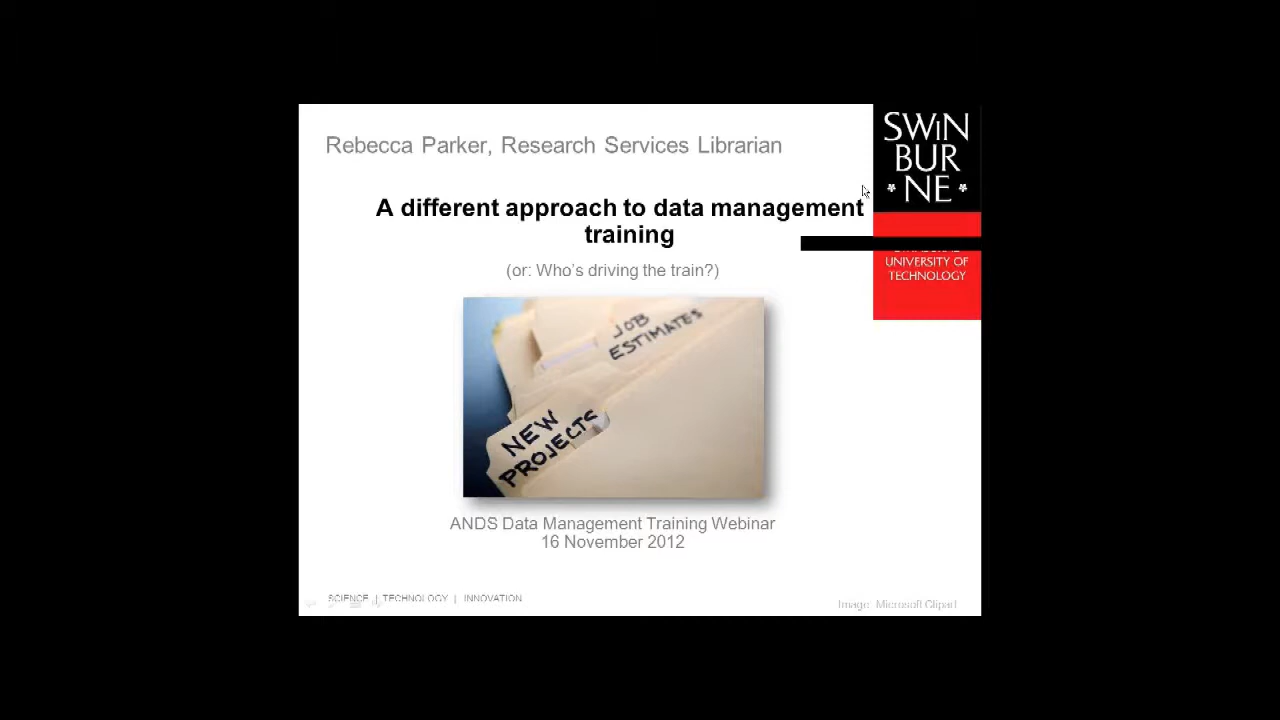 Rebecca Parker, Research Services Librarian
SWIN
BUR
NE
A different approach to data management
training
UNIVERSITY OF
TECHNOLOGY
(or: Who's driving the train?)
JOB
ESTIMATES
NEW
PROJECTS
ANDS Data Management Training Webinar
16 November 2012
SCIENCE | TECHNOLOGY | INNOVATION
Image: Microsoft Clipart